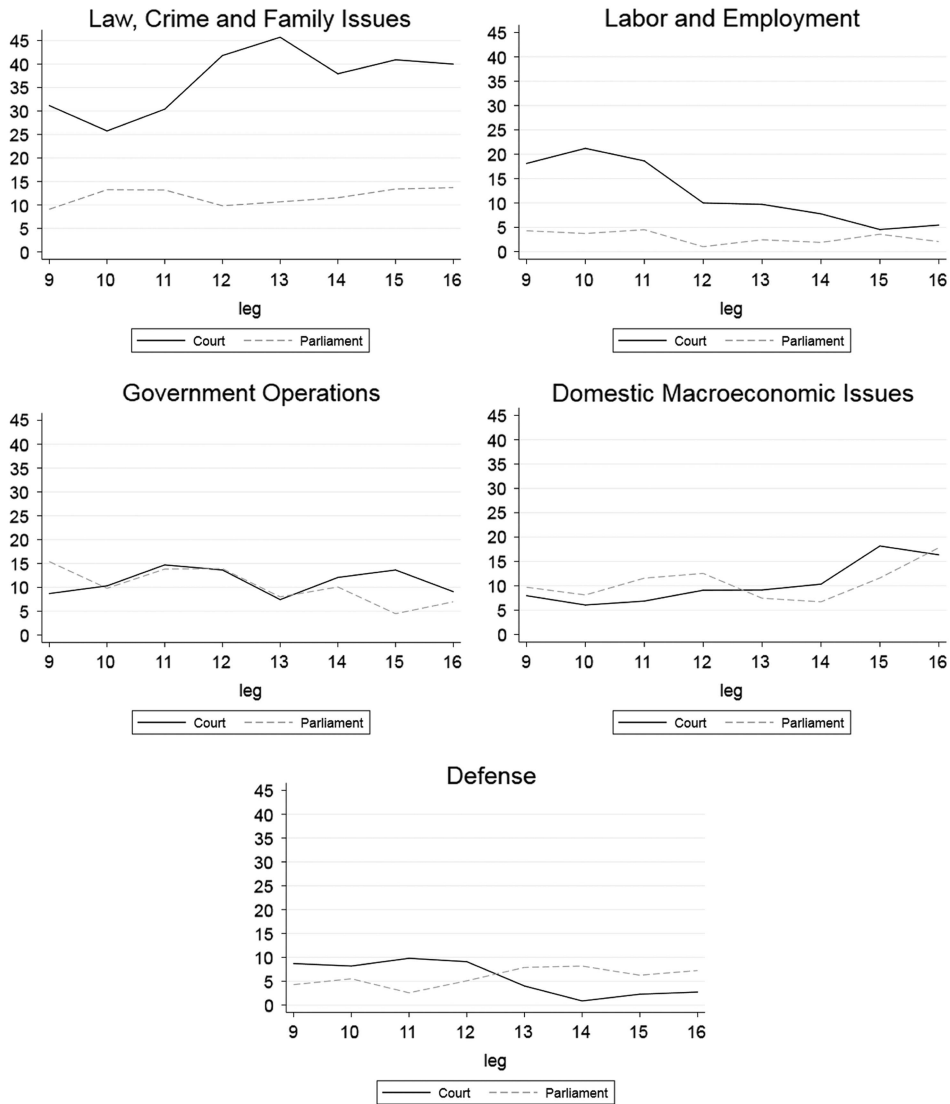 Law, Crime and Family Issues
45
40
35
30
25
20
15
10
5
0
9 10 11 12 13 14 15 16
leg
Court Parliament
Labor and Employment
45
40
35
30
25
20
15
10
5
0
9 10 11 12 13 14 15 16
leg
Court Parliament
Government Operations
45
40
35
30
25
20
15
10
5
0
9 10 11 12 13 14 15 16
leg
Court Parliament
Domestic Macroeconomic Issues
45
40
35
30
25
20
15
10
5
0
9 10 11 12 13 14 15 16
leg
Court Parliament
Defense
45
40
35
30
25
20
15
10
5
0
9 10 11 12 13 14 15 16
leg
Court Parliament